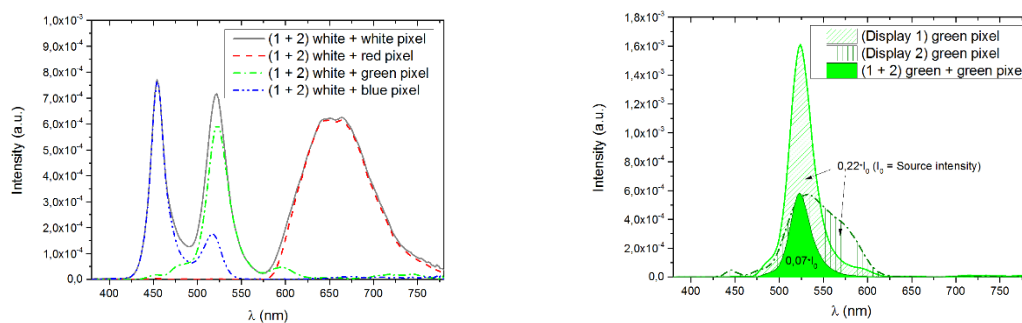 1,0x10⁻³
9,0x10⁻⁴
8,0x10⁻⁴
7,0x10⁻⁴
6,0x10⁻⁴
5,0x10⁻⁴
4,0x10⁻⁴
3,0x10⁻⁴
2,0x10⁻⁴
1,0x10⁻⁴
0,0
Intensity (a.u.)
(1 + 2) white + white pixel
(1 + 2) white + red pixel
(1 + 2) white + green pixel
(1 + 2) white + blue pixel
400 450 500 550 600 650 700 750
λ (nm)
1,8x10⁻³
1,6x10⁻³
1,4x10⁻³
1,2x10⁻³
1,0x10⁻³
8,0x10⁻⁴
6,0x10⁻⁴
4,0x10⁻⁴
2,0x10⁻⁴
0,0
Intensity (a.u.)
(Display 1) green pixel
(Display 2) green pixel
(1 + 2) green + green pixel
0,22*I₀ (I₀ = Source intensity)
0,07*I₀
400 450 500 550 600 650 700 750
λ (nm)